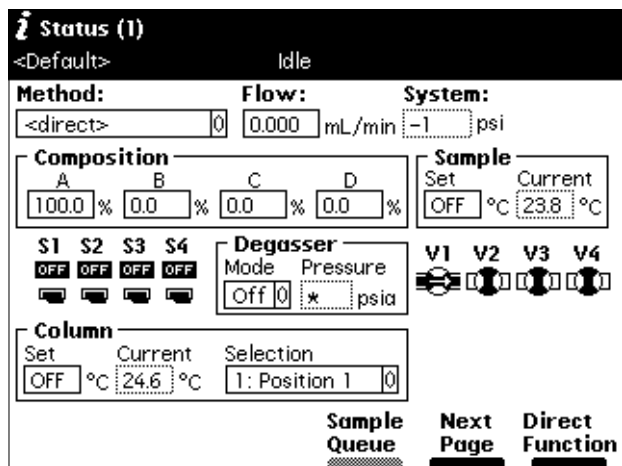 i Status (1)
<Default> Idle
Method: Flow: System:
<direct> 0 0.000 mL/min -1 psi
Composition Sample
A B C D Set Current
100.0 % 0.0 % 0.0 % 0.0 % OFF °C 23.8 °C
S1 S2 S3 S4 Degasser V1 V2 V3 V4
OFF OFF OFF OFF Mode Pressure
Off 0 * psia
Column
Set Current Selection
OFF °C 24.6 °C 1: Position 1 0
Sample Next Direct
Queue Page Function